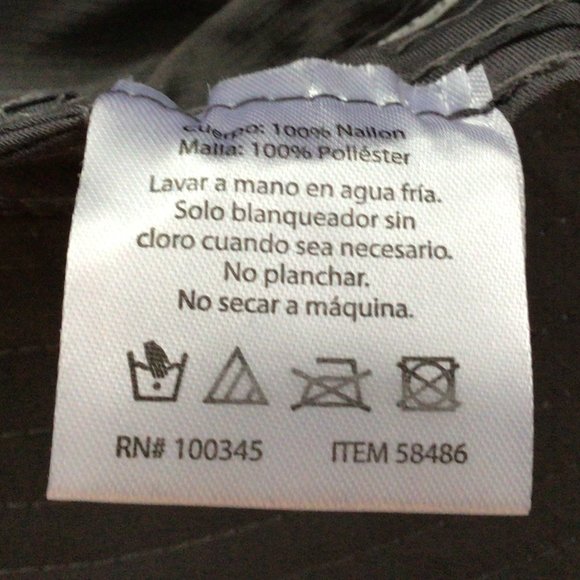 Cuerpo: 100% Nailon
Malla: 100% Poliéster
Lavar a mano en agua fría.
Solo blanqueador sin
cloro cuando sea necesario.
No planchar.
No secar a máquina.
RN# 100345 ITEM 58486